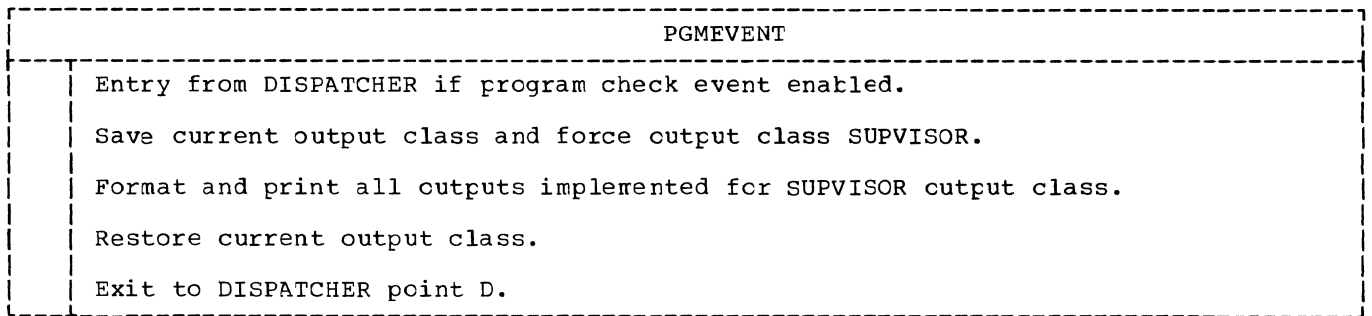 PGMEVENT
Entry from DISPATCHER if program check event enabled.
Save current output class and force output class SUPVISOR.
Format and print all outputs implemented for SUPVISOR output class.
Restore current output class.
Exit to DISPATCHER point D.